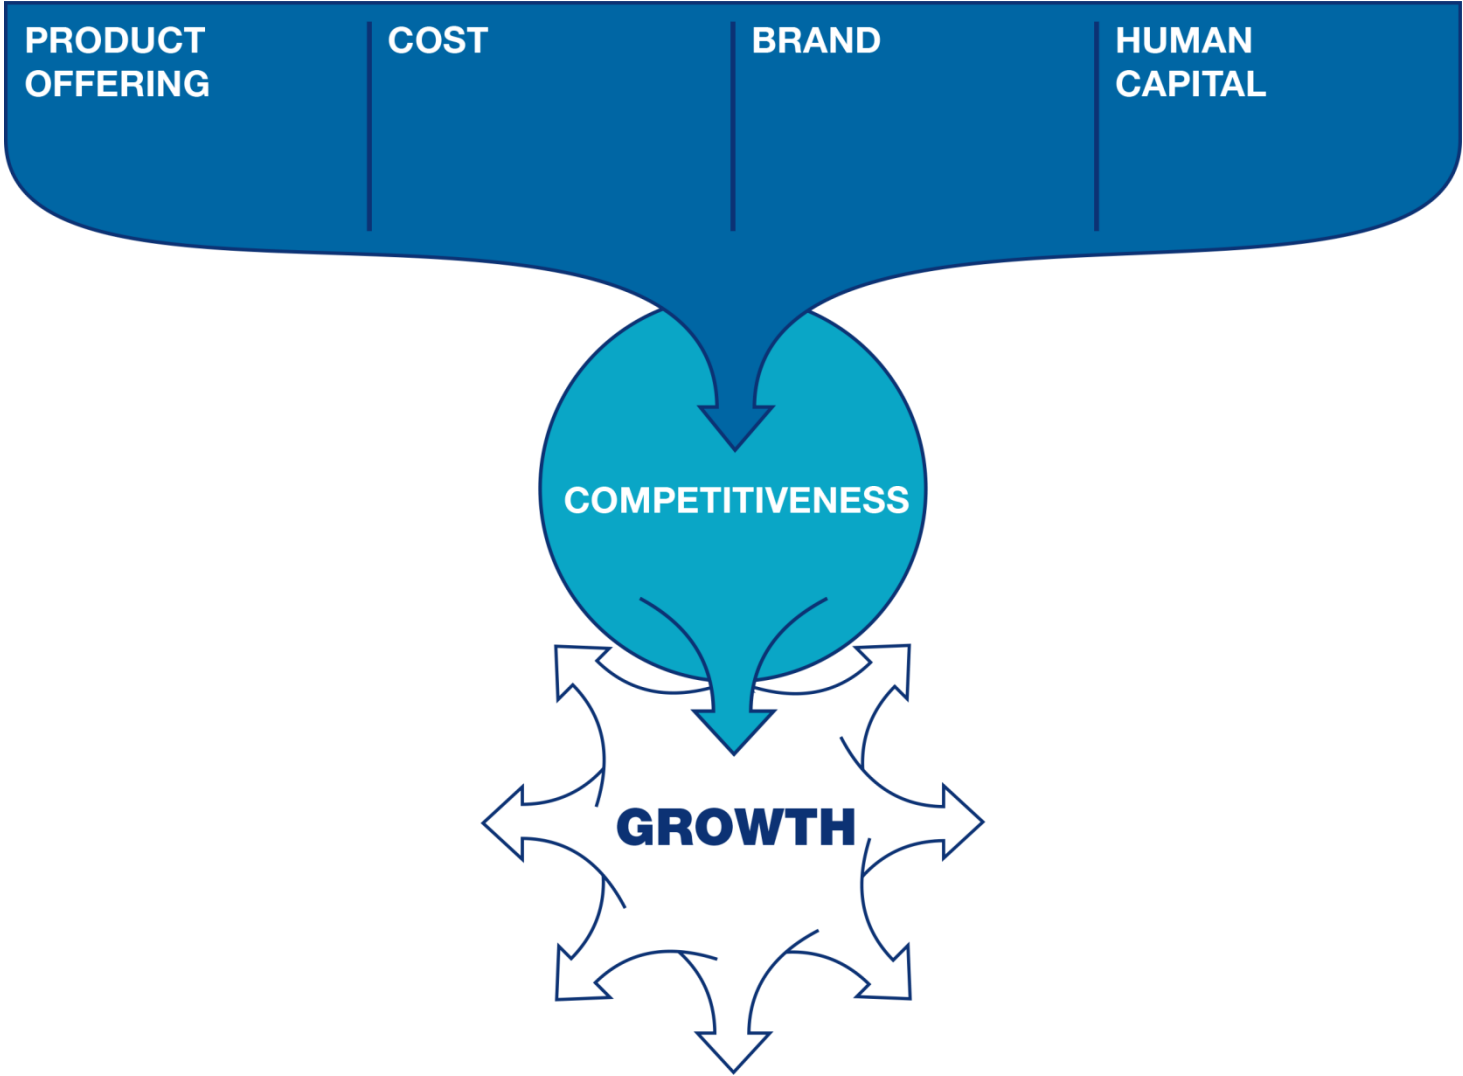 PRODUCT
OFFERING
COST
BRAND
HUMAN
CAPITAL
COMPETITIVENESS
GROWTH